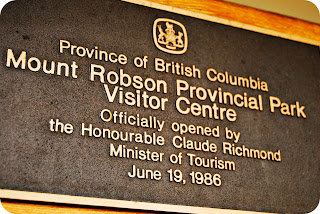 Province of British Columbia
Mount Robson Provincial Park
Visitor Centre
Officially opened by
the Honourable Claude Richmond
Minister of Tourism
June 19, 1986